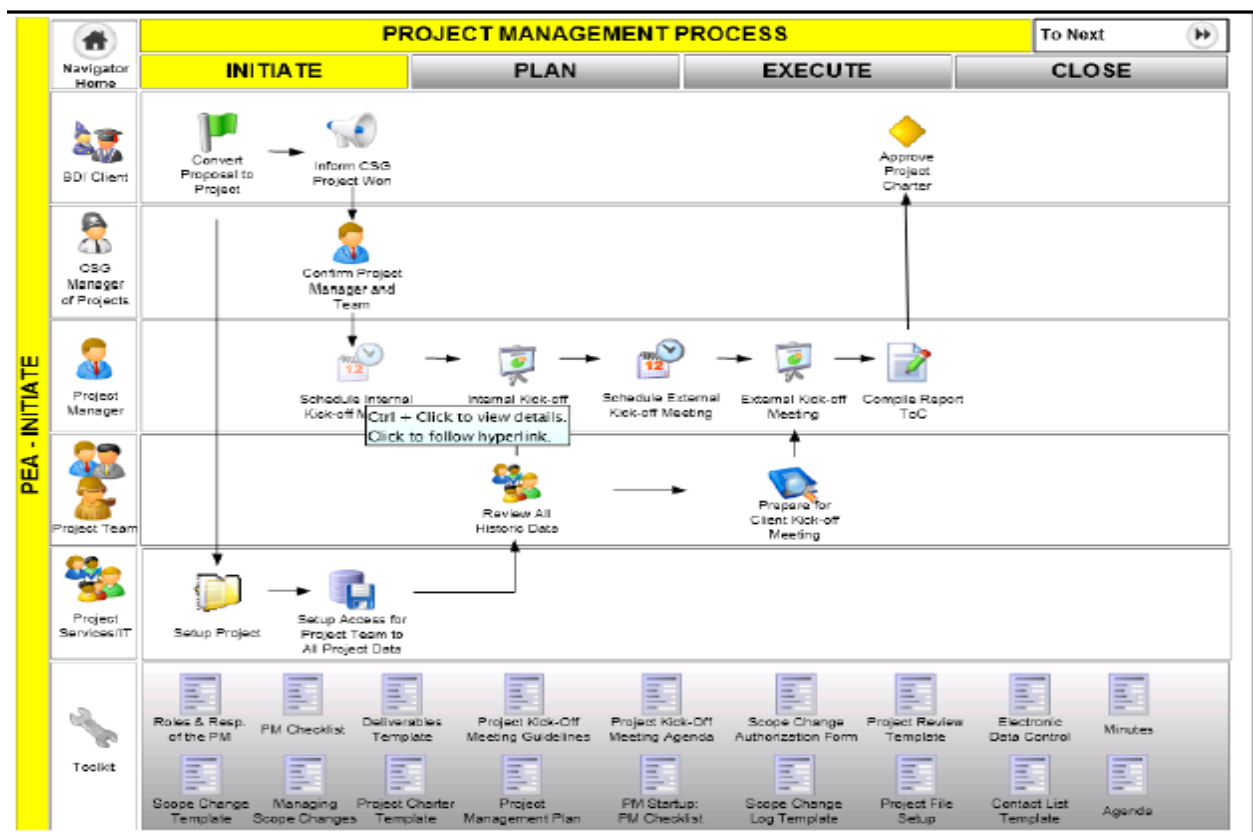 PROJECT MANAGEMENT PROCESS
To Next
Navigator
Home
INITIATE
PLAN
EXECUTE
CLOSE
PEA - INITIATE
BD/ Client
Convert
Proposal to
Project
Inform CSG
Project Won
Approve
Project
Charter
CSG
Manager
of Projects
Confirm Project
Manager and
Team
Project
Manager
Schedule Internal
Kick-off M
Internal Kick-off
Schedule External
Kick-off Meeting
External Kick-off
Meeting
Compile Report
ToC
12
12
Ctrl + Click to view details.
Click to follow hyperlink.
Project Team
Review All
Historic Data
Prepare for
Client Kick-off
Meeting
Project
Services/IT
Setup Project
Setup Access for
Project Team to
All Project Data
Toolkit
Roles & Resp.
of the PM
PM Checklist
Deliverables
Template
Project Kick-Off
Meeting Guidelines
Project Kick-Off
Meeting Agenda
Scope Change
Authorization Form
Project Review
Template
Electronic
Data Control
Minutes
Scope Change
Template
Managing
Scope Changes
Project Charter
Template
Project
Management Plan
PM Startup:
PM Checklist
Scope Change
Log Template
Project File
Setup
Contact List
Template
Agenda